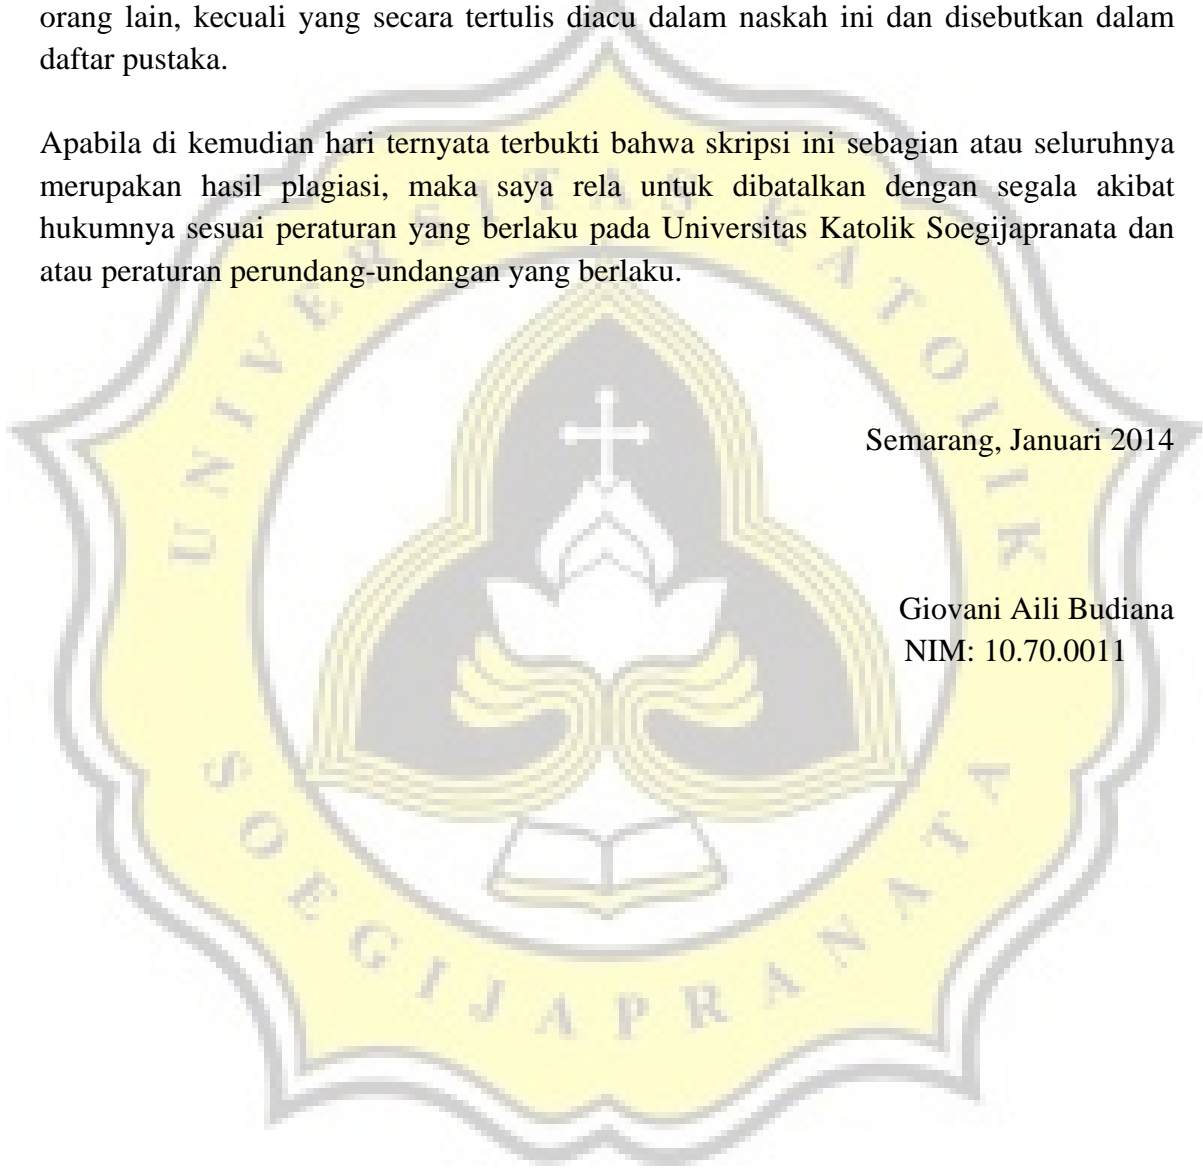 orang lain, kecuali yang secara tertulis diacu dalam naskah ini dan disebutkan dalam
daftar pustaka.
Apabila di kemudian hari ternyata terbukti bahwa skripsi ini sebagian atau seluruhnya
merupakan hasil plagiasi, maka saya rela untuk dibatalkan dengan segala akibat
hukumnya sesuai peraturan yang berlaku pada Universitas Katolik Soegijapranata dan
atau peraturan perundang-undangan yang berlaku.
UNIVERSITAS KATOLIK
Semarang, Januari 2014
Giovani Aili Budiana
NIM: 10.70.0011
SOEGIJAPRANATA